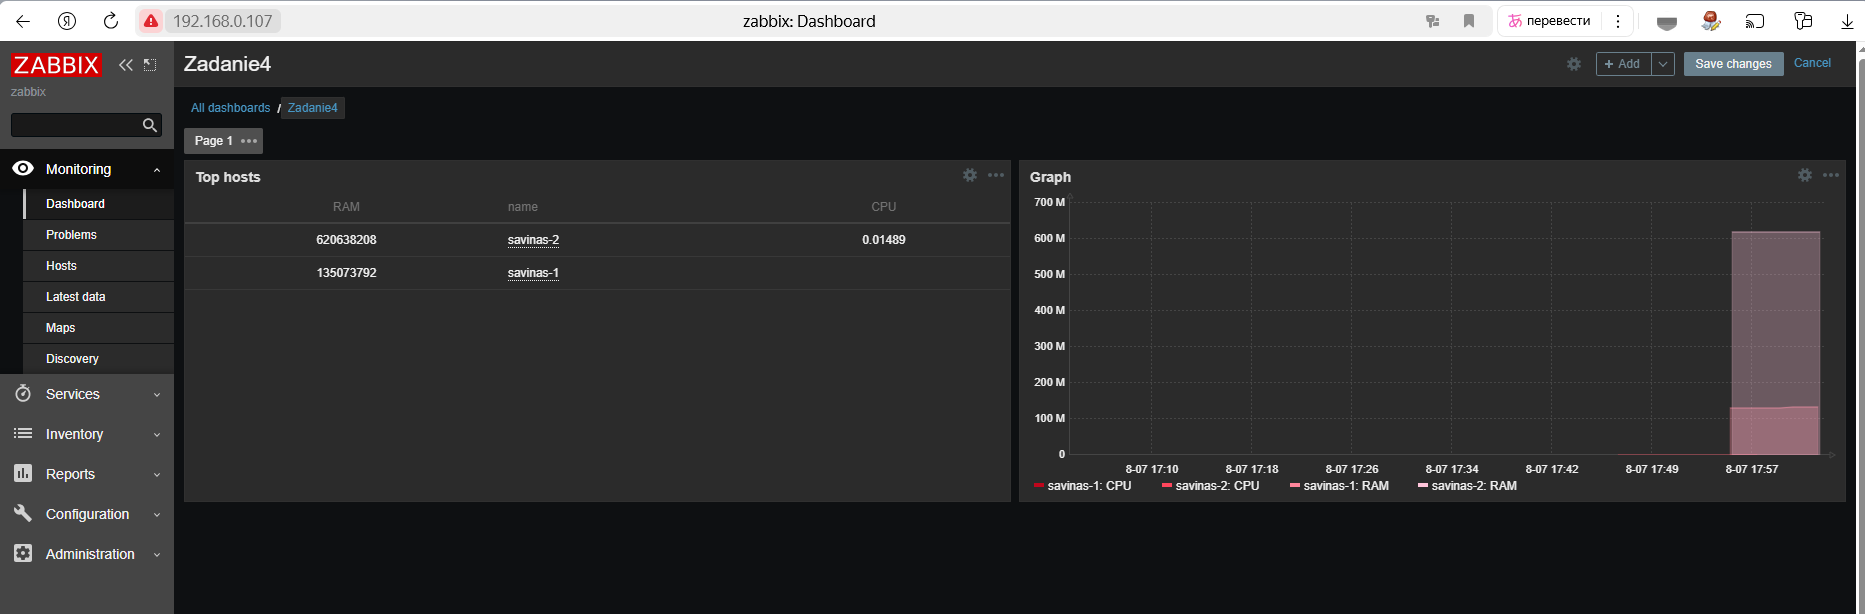 192.168.0.107
zabbix: Dashboard
あ перевести
ZABBIX
zabbix
Zadanie4
+ Add
Save changes
Cancel
All dashboards / Zadanie4
Page 1
Monitoring
Dashboard
Problems
Hosts
Latest data
Maps
Discovery
Services
Inventory
Reports
Configuration
Administration
Top hosts
RAM name CPU
620638208 savinas-2 0.01489
135073792 savinas-1
Graph
700 M
600 M
500 M
400 M
300 M
200 M
100 M
0
8-07 17:10 8-07 17:18 8-07 17:26 8-07 17:34 8-07 17:42 8-07 17:49 8-07 17:57
savinas-1: CPU savinas-2: CPU savinas-1: RAM savinas-2: RAM